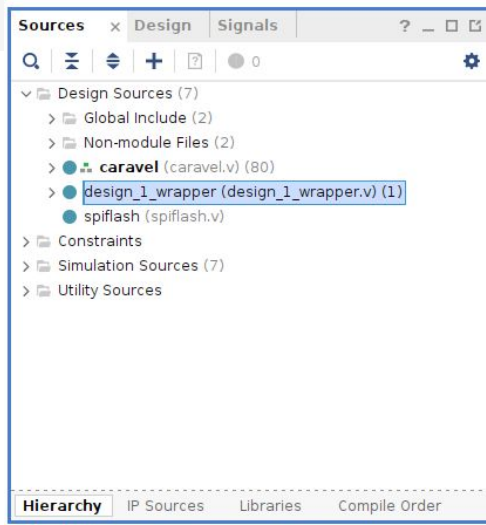 Sources × Design Signals ? _
? 0
Design Sources (7)
Global Include (2)
Non-module Files (2)
caravel (caravel.v) (80)
design_1_wrapper (design_1_wrapper.v) (1)
spiflash (spiflash.v)
Constraints
Simulation Sources (7)
Utility Sources
Hierarchy IP Sources Libraries Compile Order